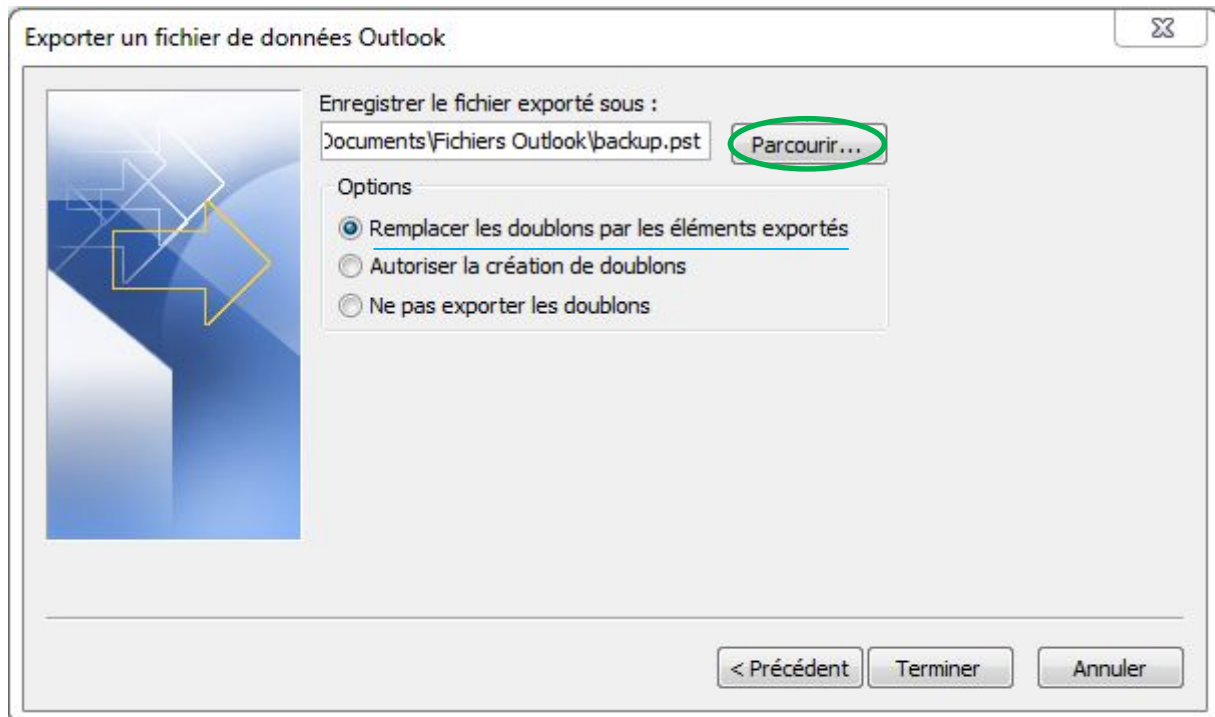 Exporter un fichier de données Outlook
Enregistrer le fichier exporté sous :
Documents\Fichiers Outlook\backup.pst
Parcourir...
Options
Remplacer les doublons par les éléments exportés
Autoriser la création de doublons
Ne pas exporter les doublons
< Précédent Terminer Annuler